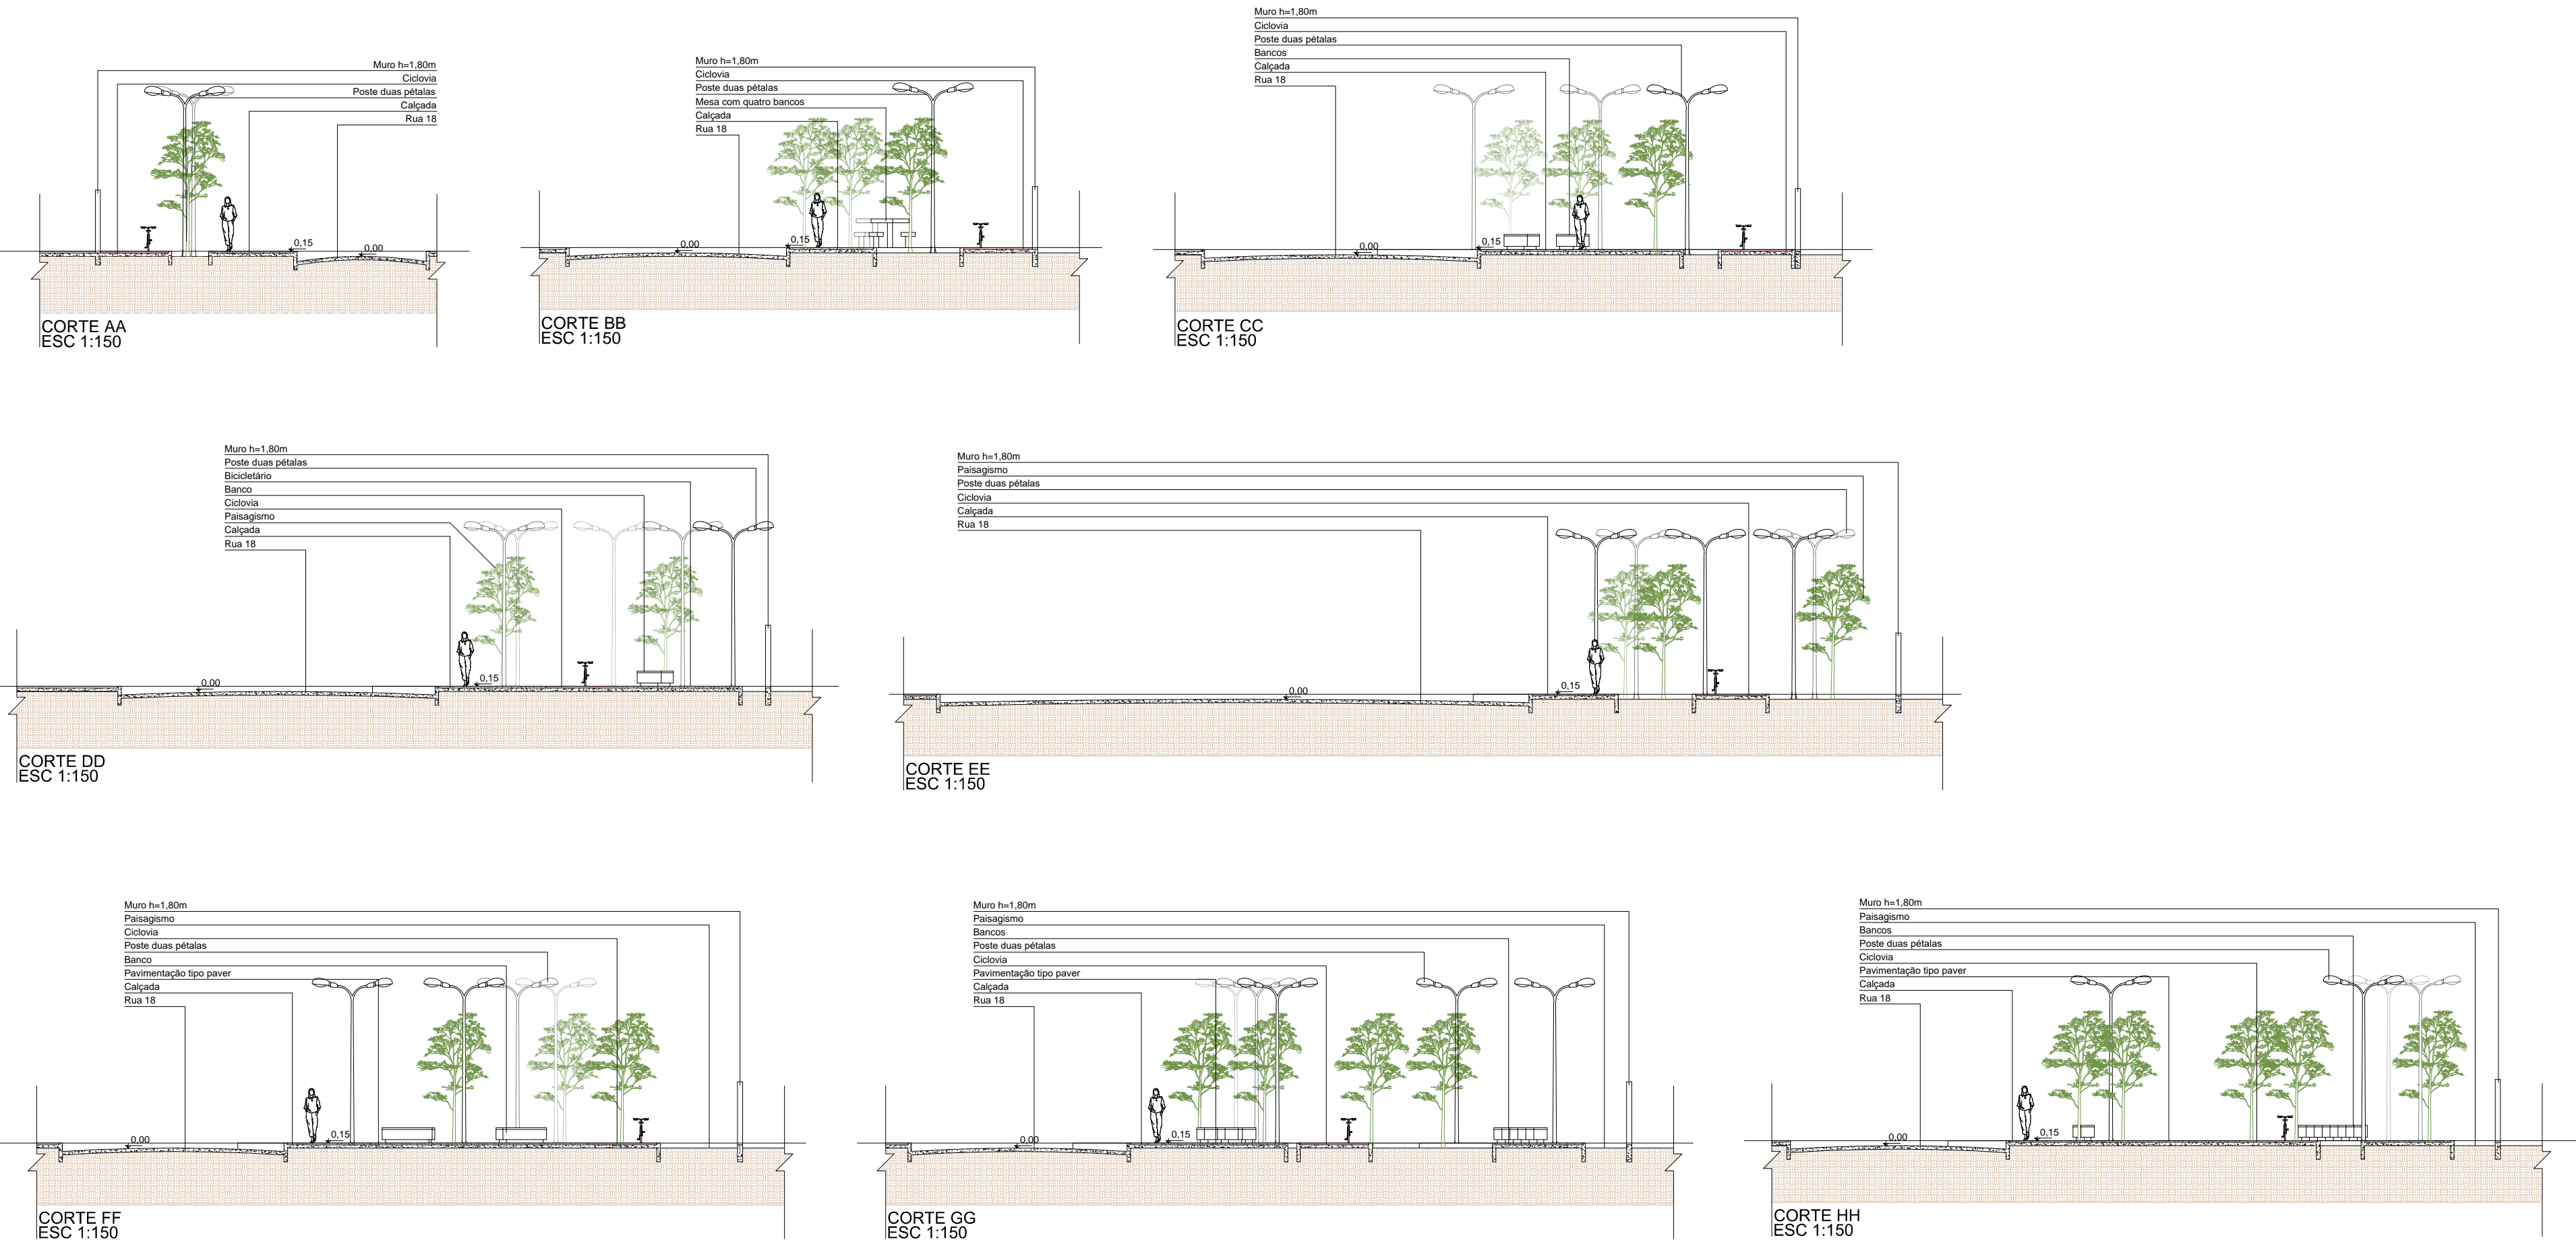 Muro h=1,80m
Ciclovia
Poste duas pétalas
Calçada
Rua 18
0,15
0,00
CORTE AA
ESC 1:150
Muro h=1,80m
Ciclovia
Poste duas pétalas
Mesa com quatro bancos
Calçada
Rua 18
0,00
0,15
CORTE BB
ESC 1:150
Muro h=1,80m
Ciclovia
Poste duas pétalas
Bancos
Calçada
Rua 18
0,00
0,15
CORTE CC
ESC 1:150
Muro h=1,80m
Poste duas pétalas
Bicicletário
Banco
Ciclovia
Paisagismo
Calçada
Rua 18
0,00
0,15
CORTE DD
ESC 1:150
Muro h=1,80m
Paisagismo
Poste duas pétalas
Ciclovia
Calçada
Rua 18
0,00
0,15
CORTE EE
ESC 1:150
Muro h=1,80m
Paisagismo
Ciclovia
Poste duas pétalas
Banco
Pavimentação tipo paver
Calçada
Rua 18
0,00
0,15
CORTE FF
ESC 1:150
Muro h=1,80m
Paisagismo
Bancos
Poste duas pétalas
Ciclovia
Pavimentação tipo paver
Calçada
Rua 18
0,00
0,15
CORTE GG
ESC 1:150
Muro h=1,80m
Paisagismo
Bancos
Poste duas pétalas
Ciclovia
Pavimentação tipo paver
Calçada
Rua 18
0,00
0,15
CORTE HH
ESC 1:150